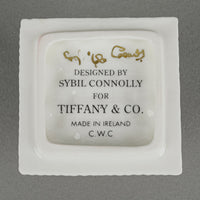 DESIGNED BY
SYBIL CONNOLLY
FOR
TIFFANY & CO.
MADE IN IRELAND
C.W.C